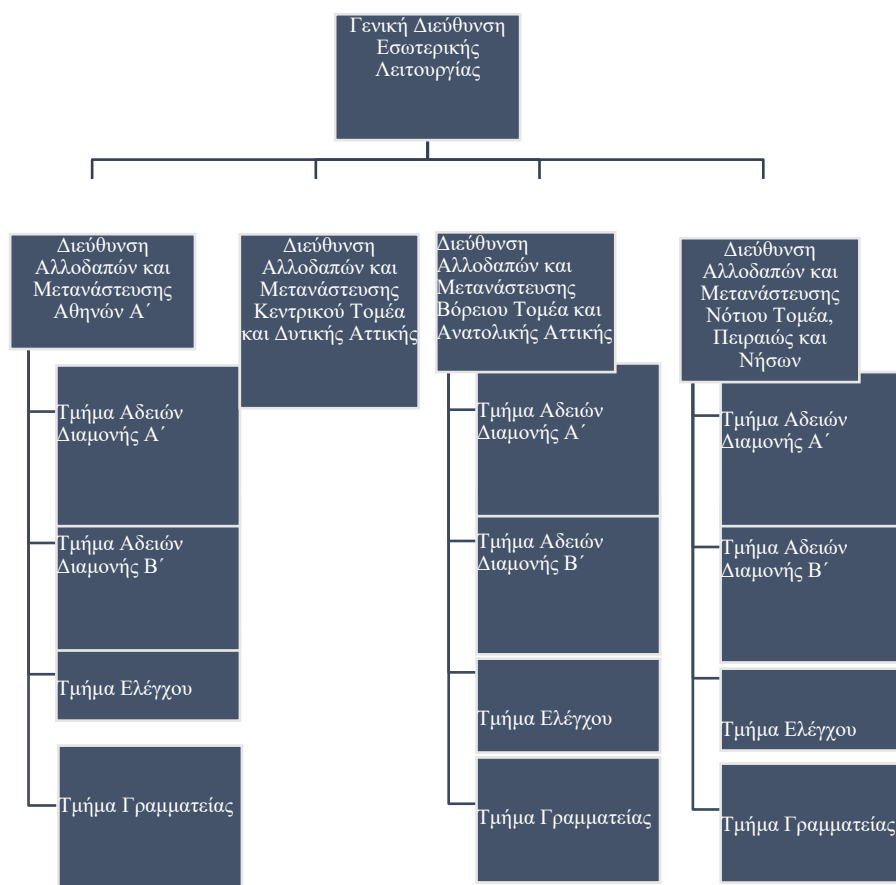 Γενική Διεύθυνση
Εσωτερικής
Λειτουργίας
Διεύθυνση
Αλλοδαπών και
Μετανάστευσης
Αθηνών Α΄
Τμήμα Αδειών
Διαμονής Α΄
Τμήμα Αδειών
Διαμονής Β΄
Τμήμα Ελέγχου
Τμήμα Γραμματείας
Διεύθυνση
Αλλοδαπών και
Μετανάστευσης
Κεντρικού Τομέα
και Δυτικής Αττικής
Διεύθυνση
Αλλοδαπών και
Μετανάστευσης
Βόρειου Τομέα και
Ανατολικής Αττικής
Τμήμα Αδειών
Διαμονής Α΄
Τμήμα Αδειών
Διαμονής Β΄
Τμήμα Ελέγχου
Τμήμα Γραμματείας
Διεύθυνση
Αλλοδαπών και
Μετανάστευσης
Νότιου Τομέα,
Πειραιώς και
Νήσων
Τμήμα Αδειών
Διαμονής Α΄
Τμήμα Αδειών
Διαμονής Β΄
Τμήμα Ελέγχου
Τμήμα Γραμματείας